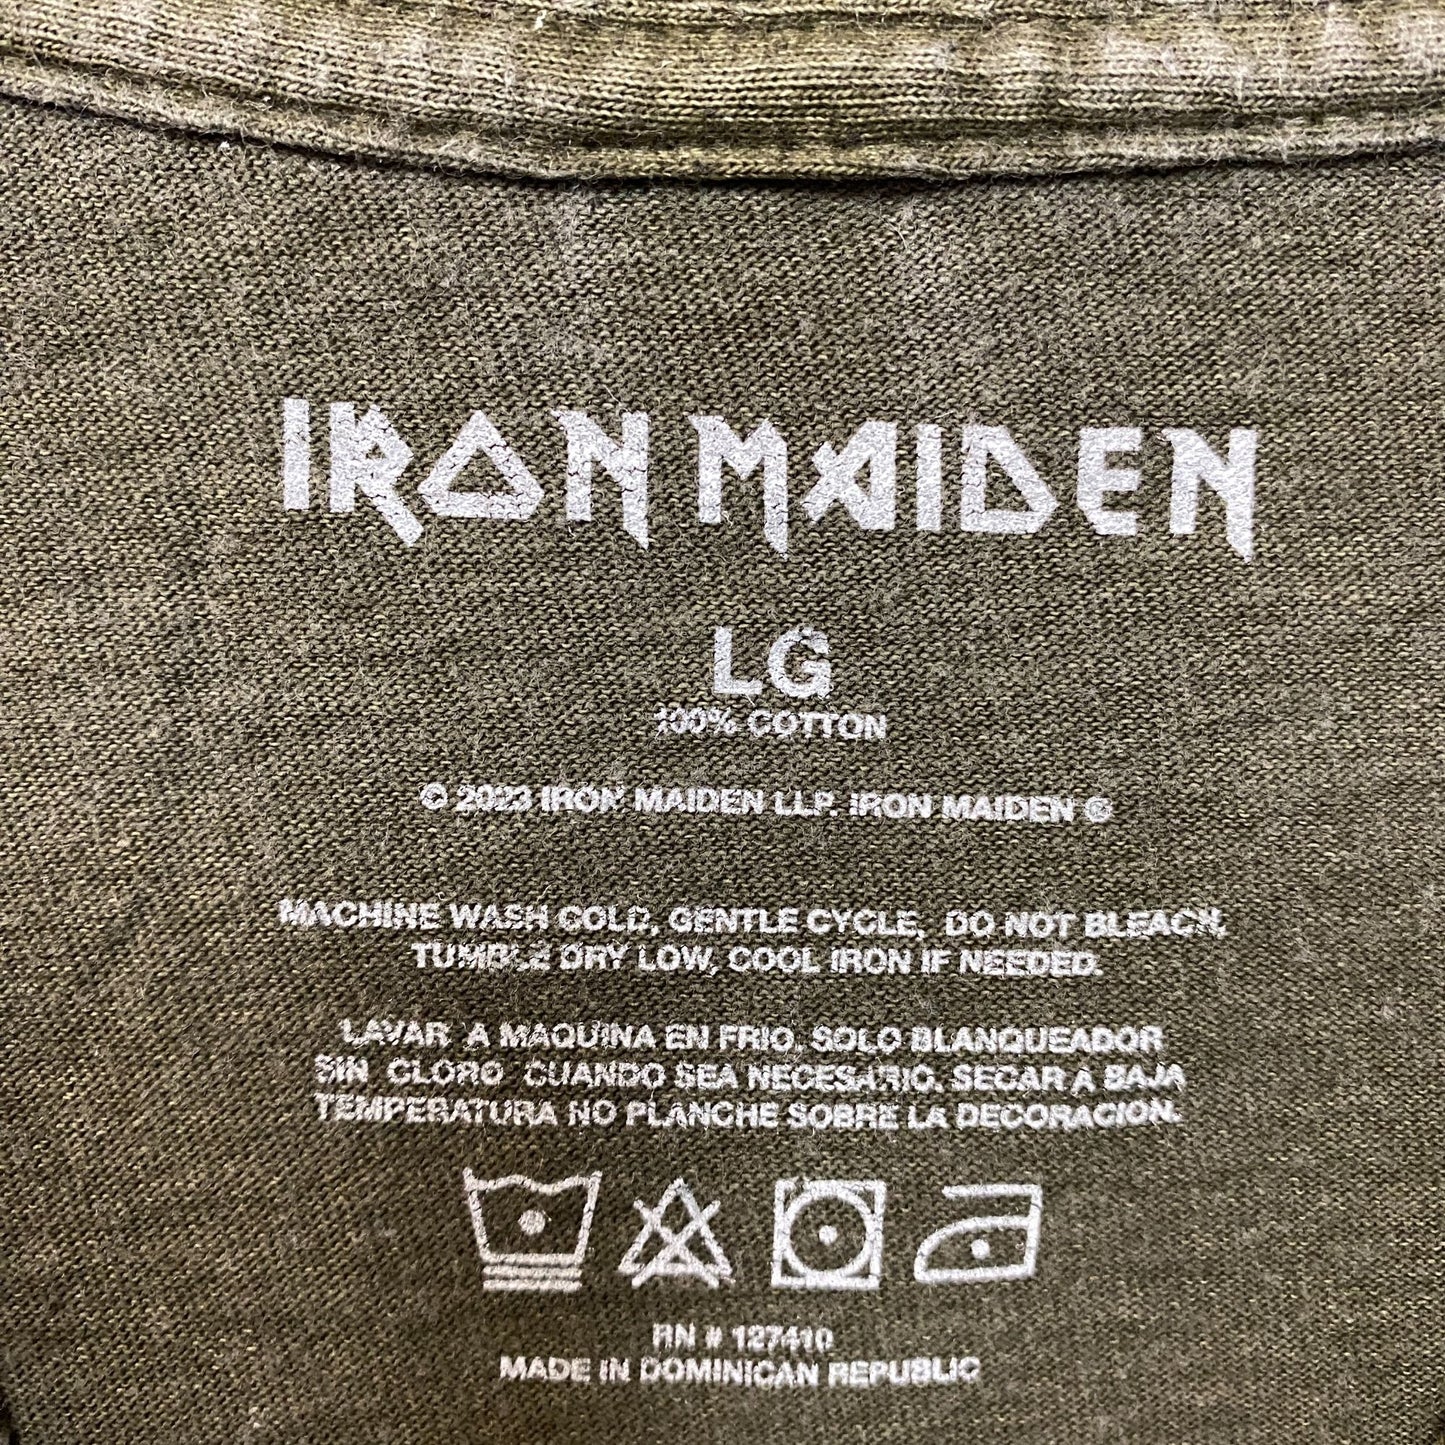 IRON MAIDEN
LG
100% COTTON
© 2023 IRON MAIDEN LLP. IRON MAIDEN ®
MACHINE WASH COLD, GENTLE CYCLE, DO NOT BLEACH,
TUMBLE DRY LOW, COOL IRON IF NEEDED.
LAVAR A MAQUINA EN FRIO. SOLO BLANQUEADOR
SIN CLORO CUANDO SEA NECESARIO. SECAR A BAJA
TEMPERATURA NO PLANCHE SOBRE LA DECORACION.
RN # 127410
MADE IN DOMINICAN REPUBLIC